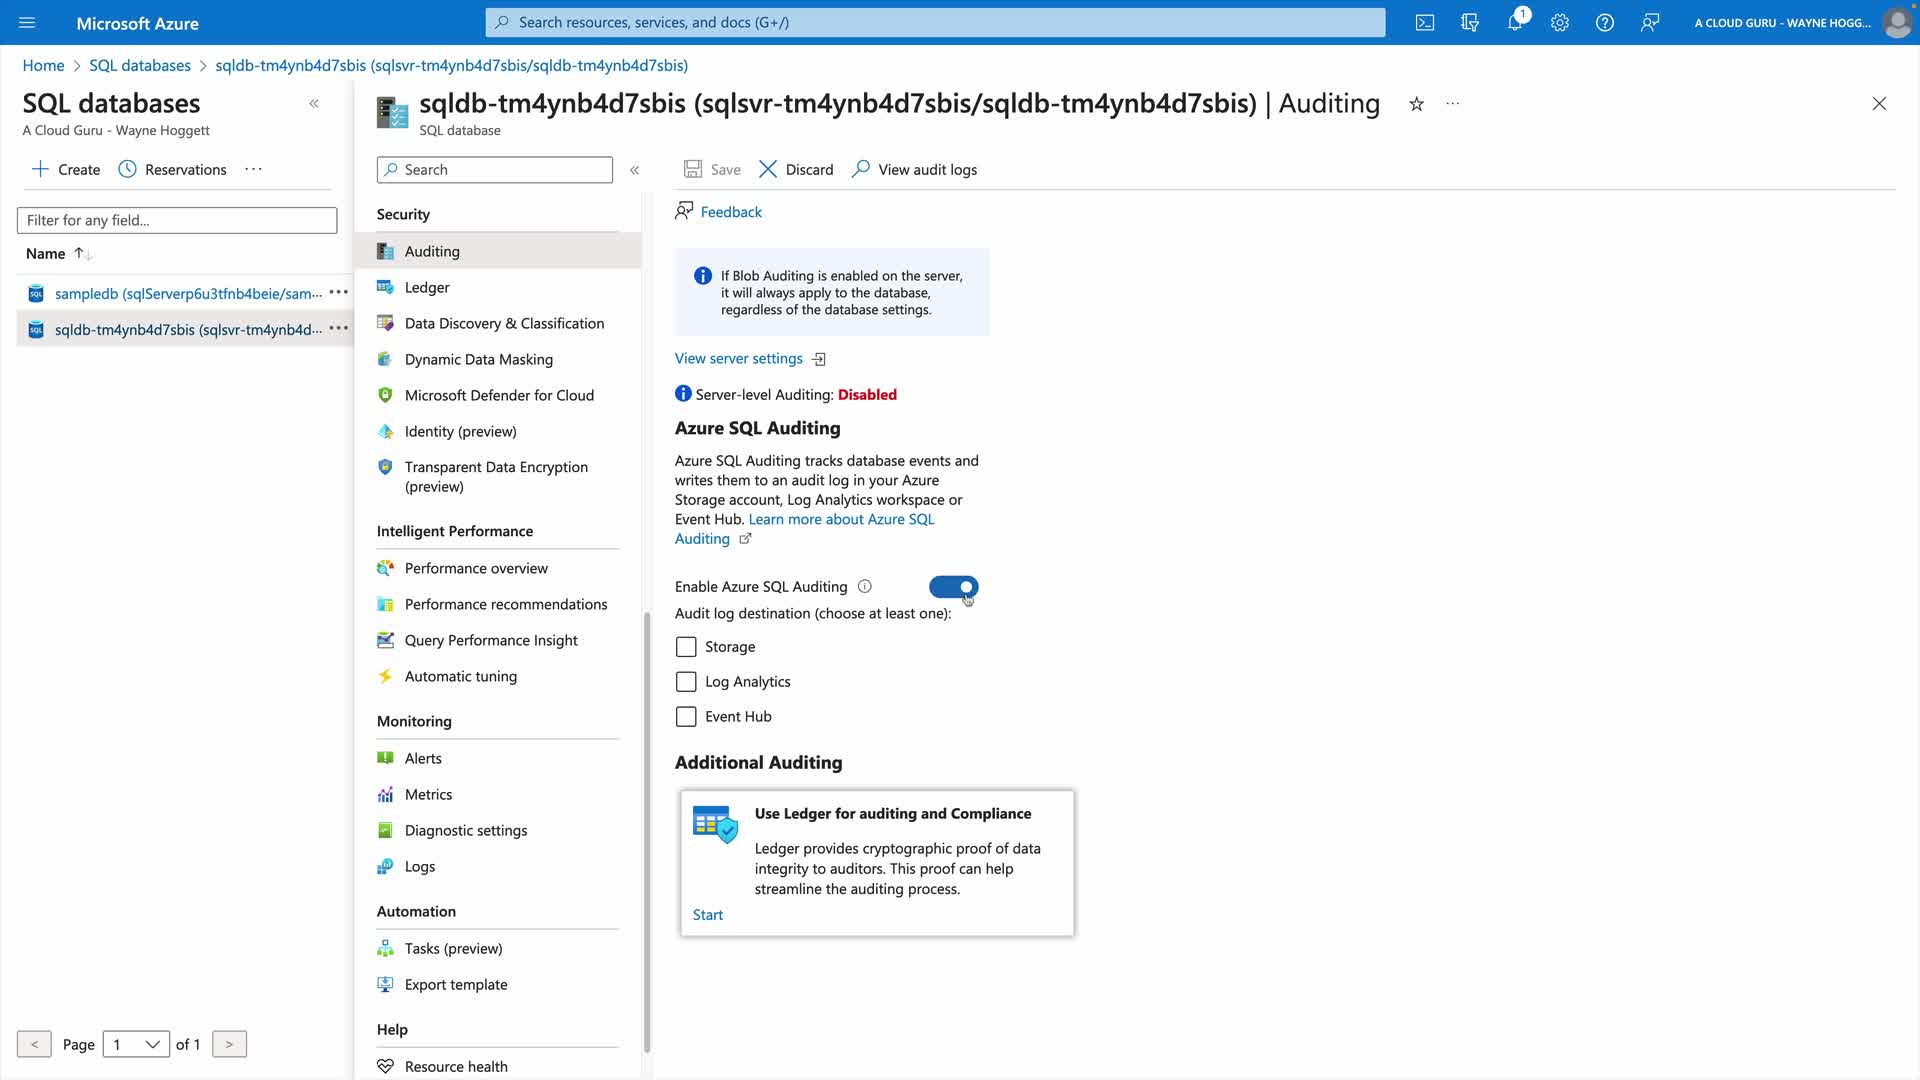 Microsoft Azure
Search resources, services, and docs (G+/)
1
A CLOUD GURU - WAYNE HOGG...
Home > SQL databases > sqldb-tm4ynb4d7sbis (sqlsvr-tm4ynb4d7sbis/sqldb-tm4ynb4d7sbis)
SQL databases
A Cloud Guru - Wayne Hoggett
Create
Reservations
Filter for any field...
Name
sampledb (sqlServerp6u3tfnb4beie/sam...
sqldb-tm4ynb4d7sbis (sqlsvr-tm4ynb4d...
< Page 1 of 1 >
sqldb-tm4ynb4d7sbis (sqlsvr-tm4ynb4d7sbis/sqldb-tm4ynb4d7sbis) | Auditing
SQL database
Search
Security
Auditing
Ledger
Data Discovery & Classification
Dynamic Data Masking
Microsoft Defender for Cloud
Identity (preview)
Transparent Data Encryption
(preview)
Intelligent Performance
Performance overview
Performance recommendations
Query Performance Insight
Automatic tuning
Monitoring
Alerts
Metrics
Diagnostic settings
Logs
Automation
Tasks (preview)
Export template
Help
Resource health
Save
Discard
View audit logs
Feedback
If Blob Auditing is enabled on the server,
it will always apply to the database,
regardless of the database settings.
View server settings
Server-level Auditing: Disabled
Azure SQL Auditing
Azure SQL Auditing tracks database events and
writes them to an audit log in your Azure
Storage account, Log Analytics workspace or
Event Hub. Learn more about Azure SQL
Auditing
Enable Azure SQL Auditing
Audit log destination (choose at least one):
Storage
Log Analytics
Event Hub
Additional Auditing
Use Ledger for auditing and Compliance
Ledger provides cryptographic proof of data
integrity to auditors. This proof can help
streamline the auditing process.
Start